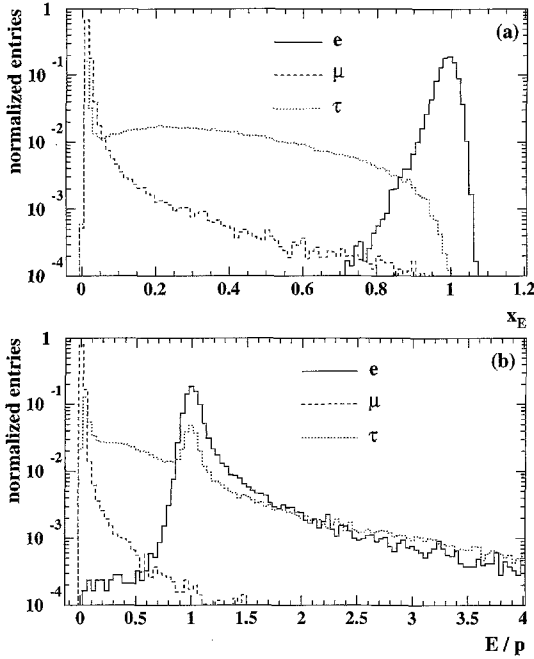 normalized entries
1
10⁻¹
10⁻²
10⁻³
10⁻⁴
(a)
e
μ
τ
0 0.2 0.4 0.6 0.8 1 1.2
x_E
normalized entries
1
10⁻¹
10⁻²
10⁻³
10⁻⁴
(b)
e
μ
τ
0 0.5 1 1.5 2 2.5 3 3.5 4
E / p